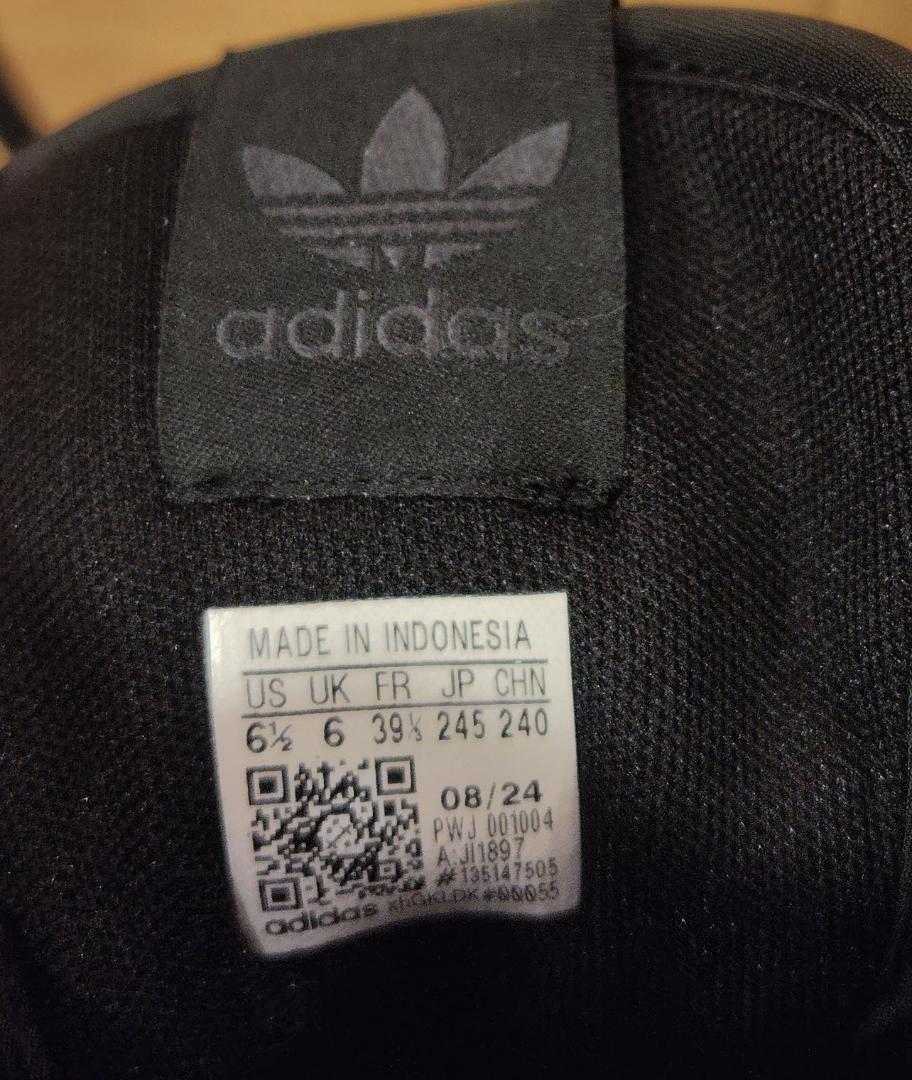 adidas
MADE IN INDONESIA
US UK FR JP CHN
6½ 6 39⅓ 245 240
08/24
PWJ 001004
A:JI1897
#135147505
adidas #00055